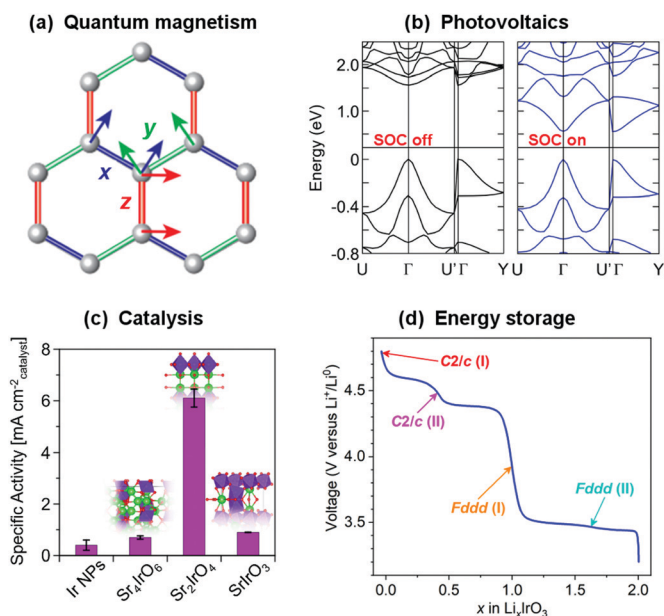 (a) Quantum magnetism
x
y
z
(b) Photovoltaics
Energy (eV)
2.0
1.0
0
-0.4
-0.8
SOC off
SOC on
U Γ U' Γ Y
U Γ U' Γ Y
(c) Catalysis
Specific Activity [mA cm⁻²catalyst]
8
6
4
2
0
Ir NPs
Sr₄IrO₆
Sr₂IrO₄
SrIrO₃
(d) Energy storage
Voltage (V versus Li⁺/Li⁰)
4.5
4.0
3.5
C2/c (I)
C2/c (II)
Fddd (I)
Fddd (II)
0.0 0.5 1.0 1.5 2.0
x in LiₓIrO₃